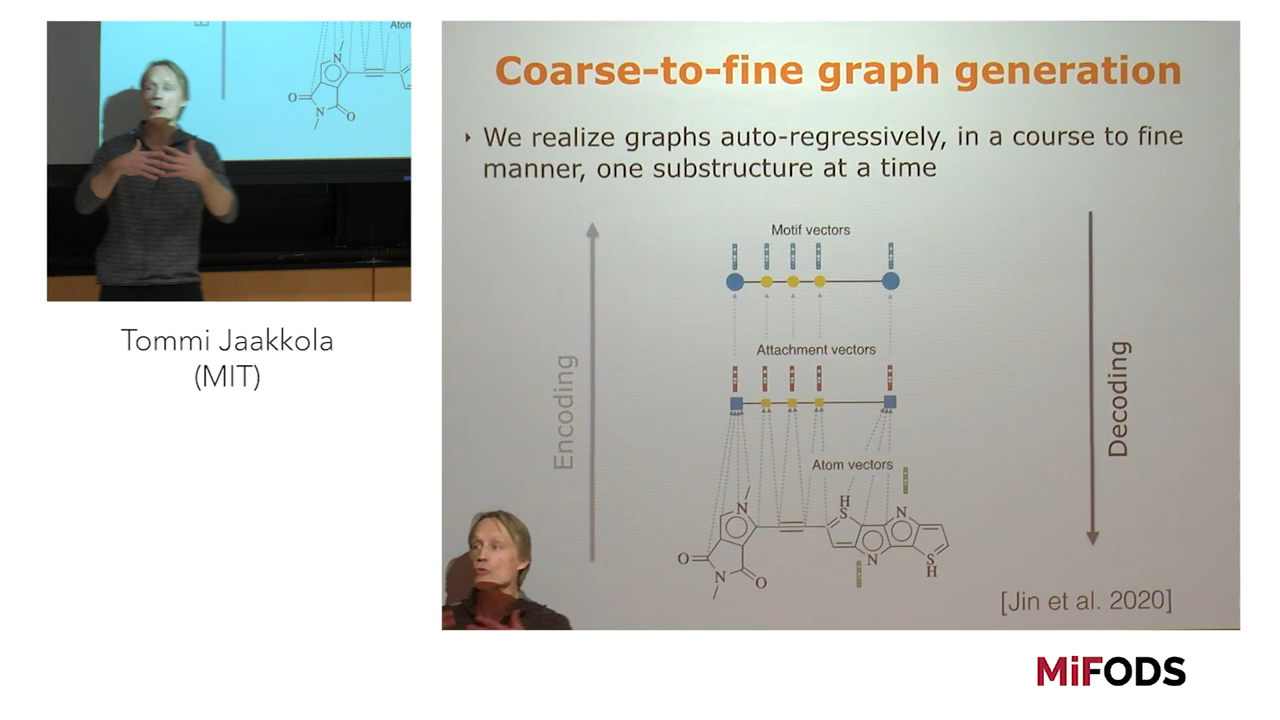 Atom
N
O
N
O
Tommi Jaakkola
(MIT)
Coarse-to-fine graph generation
We realize graphs auto-regressively, in a course to fine
manner, one substructure at a time
Motif vectors
Attachment vectors
Encoding
Decoding
Atom vectors
H
S
N
N
O
N
S
N
O
H
[Jin et al. 2020]
MiFODS